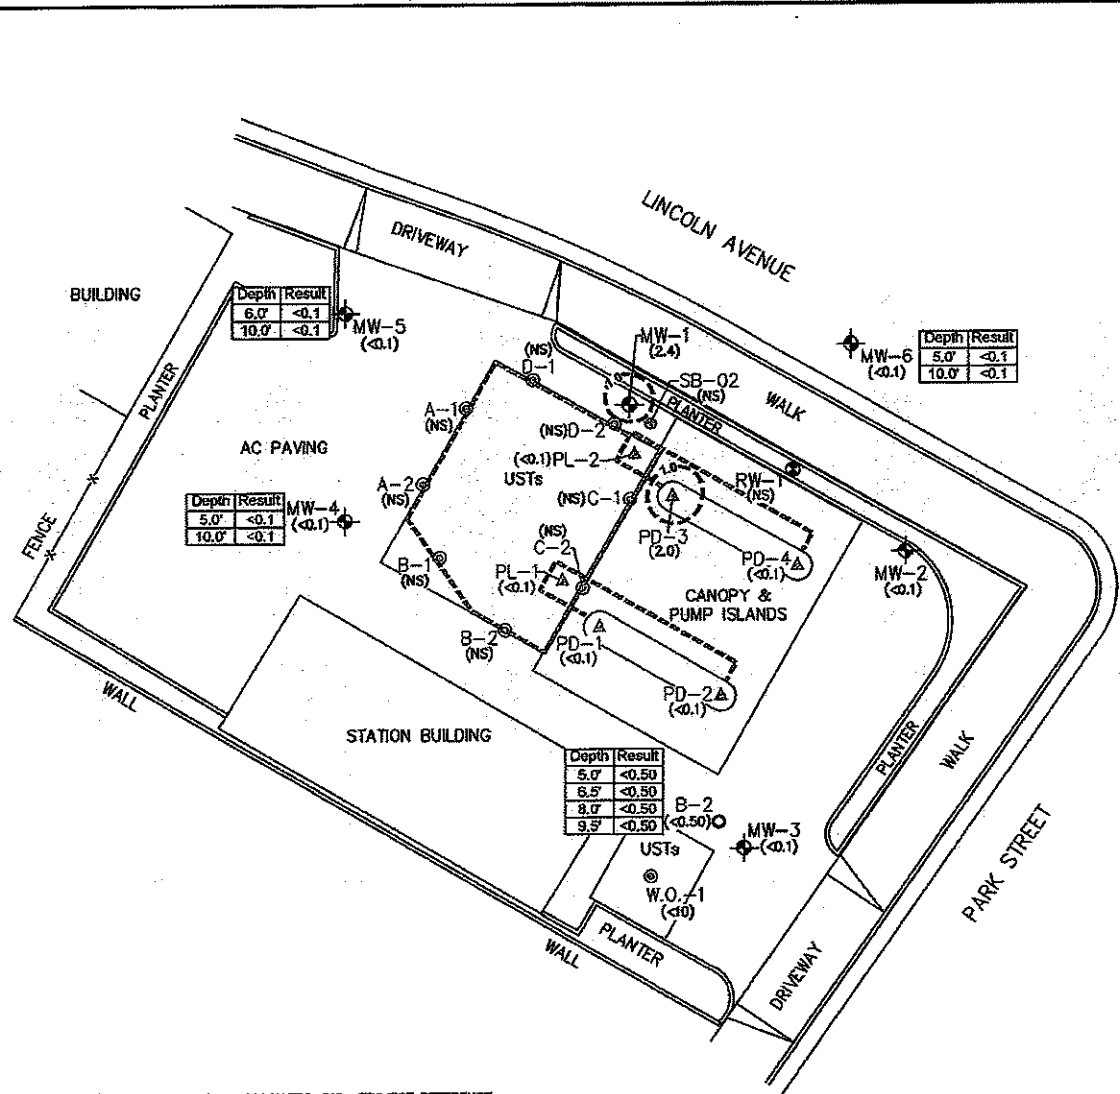 LINCOLN AVENUE
DRIVEWAY
BUILDING
Depth Result
6.0' <0.1
10.0' <0.1
MW-5
(<0.1)
MW-1
(2.4)
MW-6
(<0.1)
Depth Result
5.0' <0.1
10.0' <0.1
(NS)
D-1
1.0
SB-02
(NS)
PLANTER
WALK
PLANTER
A-1
(NS)
(NS)D-2
AC PAVING
(<0.1)PL-2
USTs
1.0
RW-1
(NS)
A-2
(NS)
(NS)C-1
Depth Result
5.0' <0.1
10.0' <0.1
MW-4
(<0.1)
FENCE
PD-3
(2.0)
(NS)
C-2
B-1
(NS)
PL-1
(<0.1)
PD-4
(<0.1)
MW-2
(<0.1)
CANOPY &
PUMP ISLANDS
B-2
(NS)
PD-1
(<0.1)
PD-2
(<0.1)
WALL
STATION BUILDING
PLANTER
WALK
Depth Result
5.0' <0.50
6.5' <0.50
8.0' <0.50
9.5' <0.50
B-2
(<0.50)
MW-3
(<0.1)
USTs
W.O.-1
(<10)
PARK STREET
PLANTER
WALL
DRIVEWAY